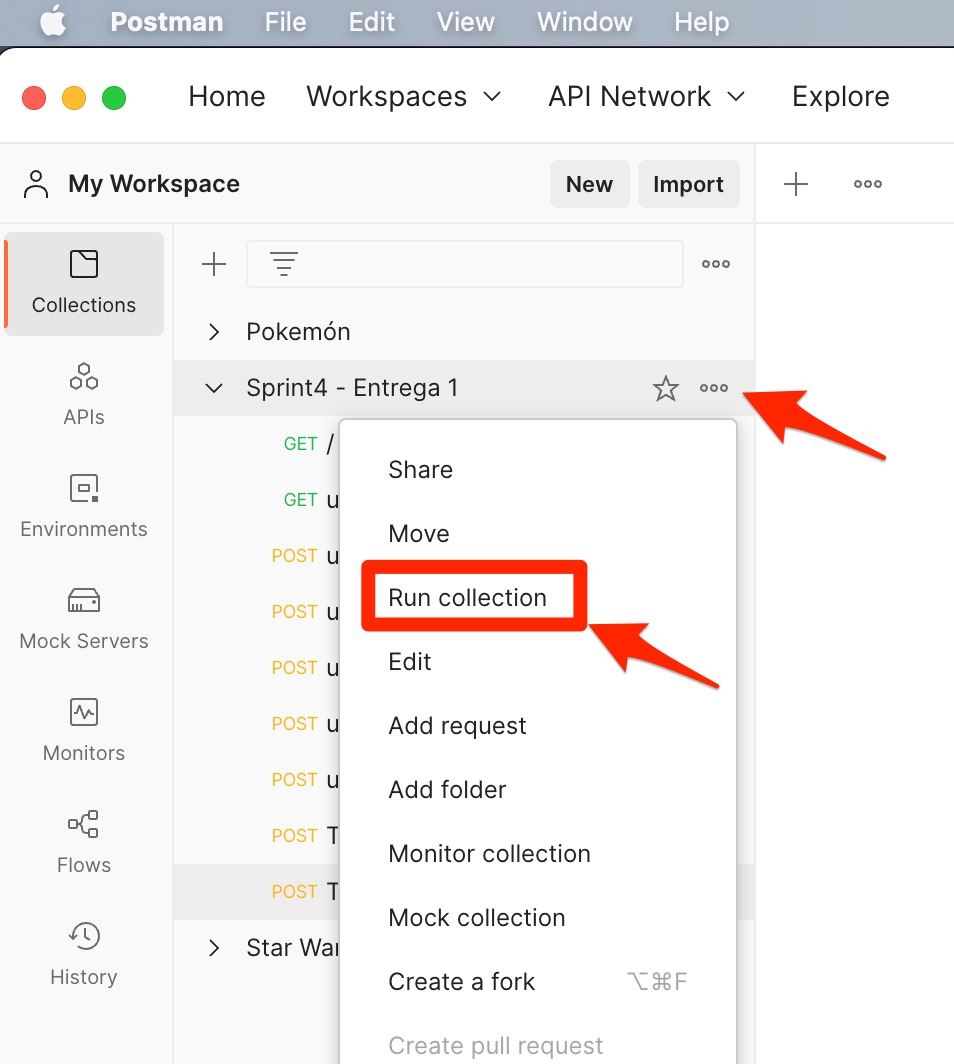 Postman File Edit View Window Help
Home Workspaces API Network Explore
My Workspace New Import
Collections
APIs
Environments
Mock Servers
Monitors
Flows
History
Pokemón
Sprint4 - Entrega 1
GET /
GET u
POST u
POST u
POST u
POST u
POST u
POST T
POST T
Star War
Share
Move
Run collection
Edit
Add request
Add folder
Monitor collection
Mock collection
Create a fork ⌥⌘F
Create pull request